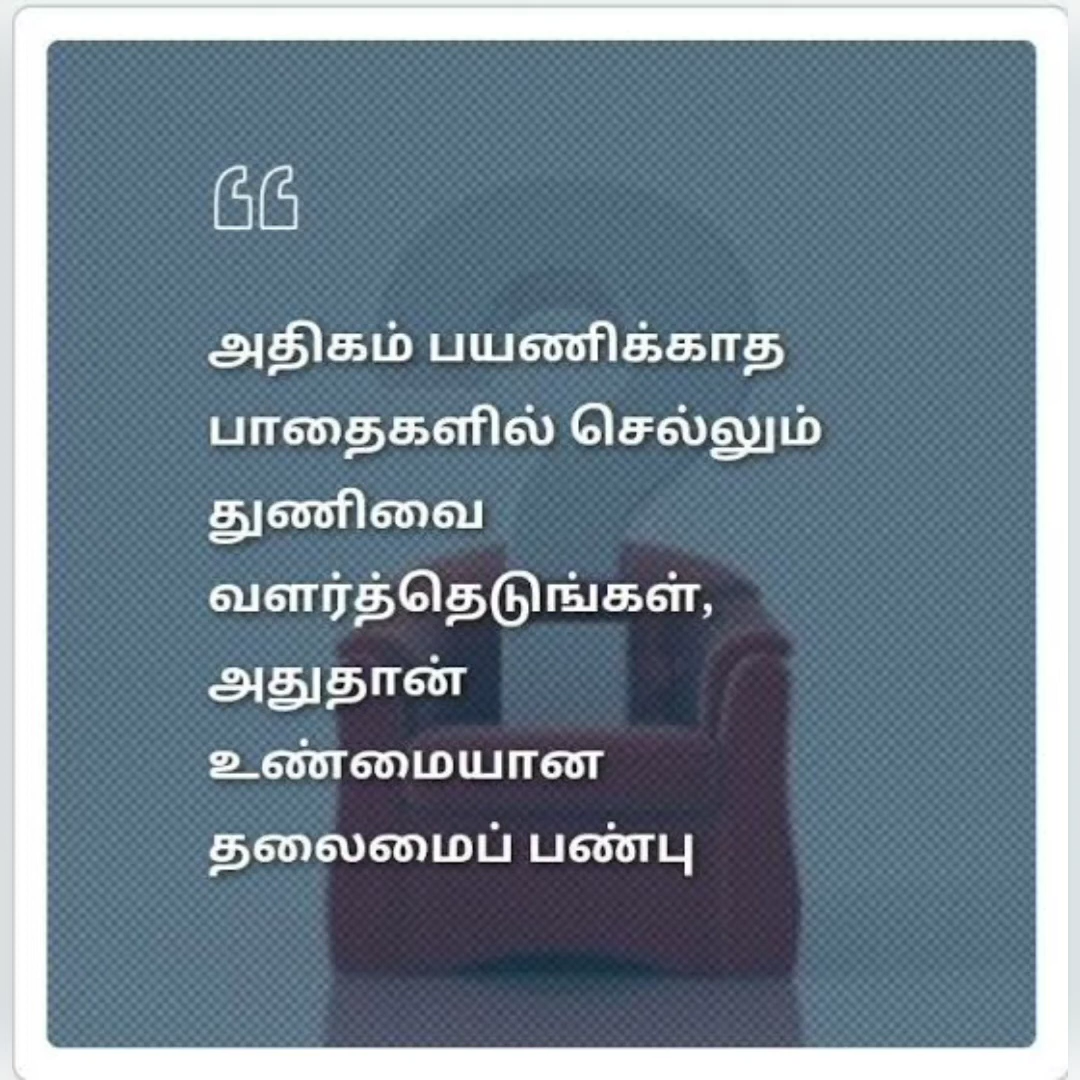 அதிகம் பயணிக்காத
பாதைகளில் செல்லும்
துணிவை
வளர்த்தெடுங்கள்,
அதுதான்
உண்மையான
தலைமைப் பண்பு